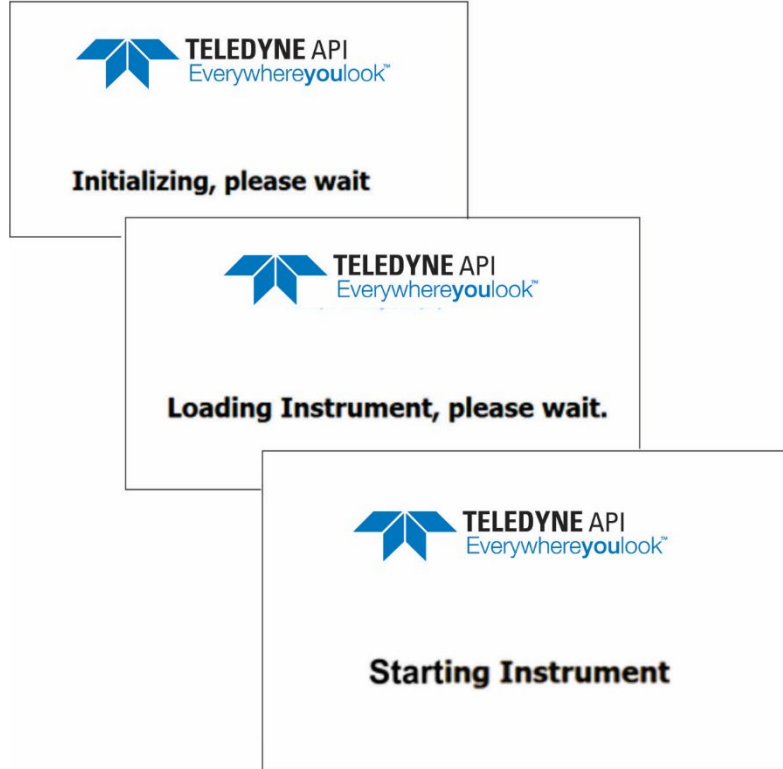 TELEDYNE API
Everywhereyoulook™
Initializing, please wait
TELEDYNE API
Everywhereyoulook™
Loading Instrument, please wait.
TELEDYNE API
Everywhereyoulook™
Starting Instrument